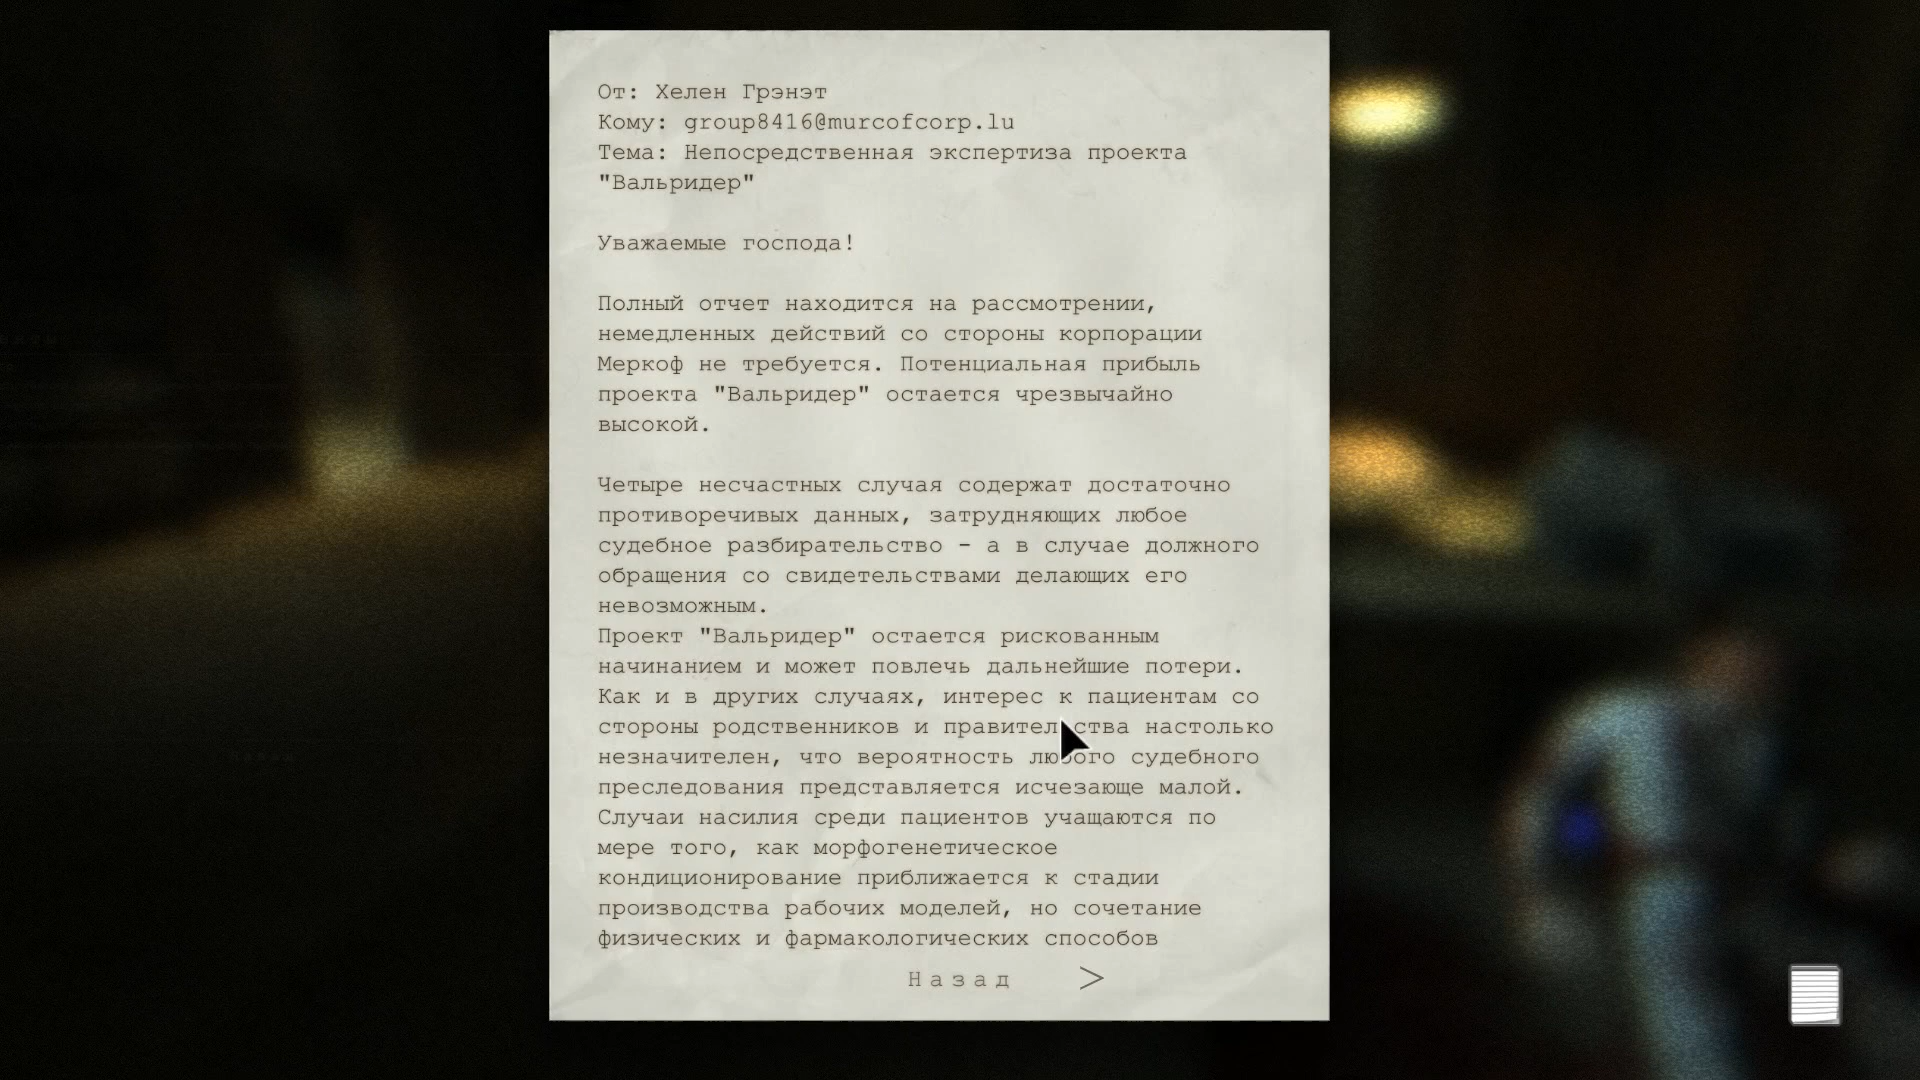 От: Хелен Грэнэт
Кому: group8416@murcofcorp.lu
Тема: Непосредственная экспертиза проекта
"Вальридер"
Уважаемые господа!
Полный отчет находится на рассмотрении,
немедленных действий со стороны корпорации
Меркоф не требуется. Потенциальная прибыль
проекта "Вальридер" остается чрезвычайно
высокой.
Четыре несчастных случая содержат достаточно
противоречивых данных, затрудняющих любое
судебное разбирательство - а в случае должного
обращения со свидетельствами делающих его
невозможным.
Проект "Вальридер" остается рискованным
начинанием и может повлечь дальнейшие потери.
Как и в других случаях, интерес к пациентам со
стороны родственников и правительства настолько
незначителен, что вероятность любого судебного
преследования представляется исчезающе малой.
Случаи насилия среди пациентов учащаются по
мере того, как морфогенетическое
кондиционирование приближается к стадии
производства рабочих моделей, но сочетание
физических и фармакологических способов
Назад >